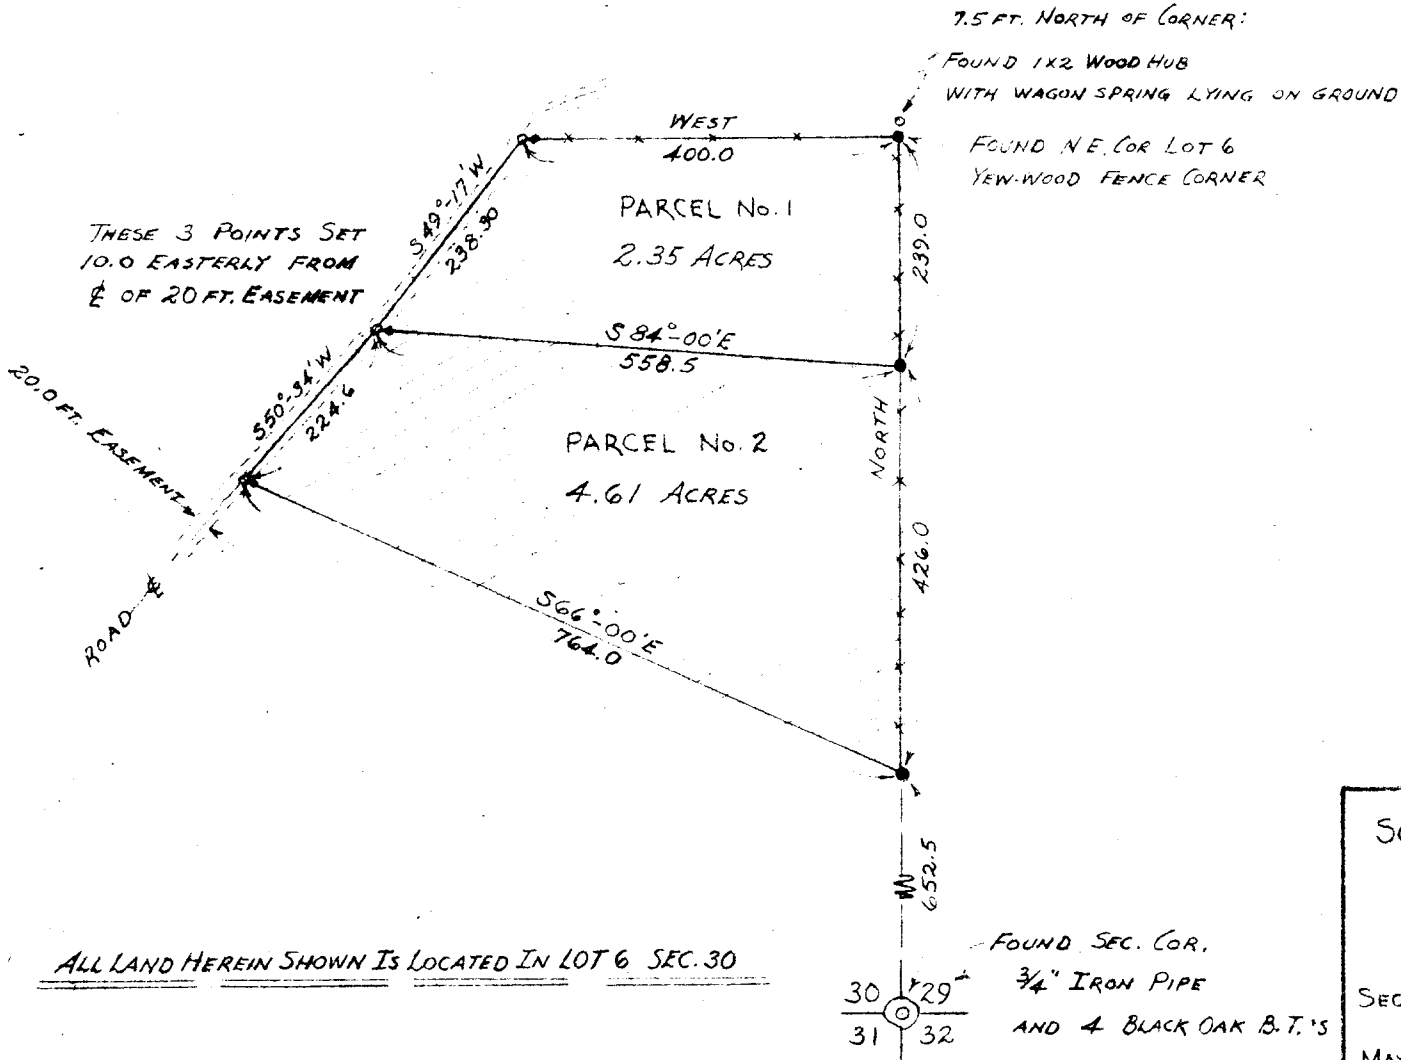 7.5 FT. NORTH OF CORNER:
FOUND 1X2 WOOD HUB
WITH WAGON SPRING LYING ON GROUND
FOUND N.E. COR LOT 6
YEW-WOOD FENCE CORNER
WEST
400.0
S 49°-17' W
238.30
PARCEL No. 1
2.35 ACRES
239.0
THESE 3 POINTS SET
10.0 EASTERLY FROM
℄ OF 20 FT. EASEMENT
S 84°-00' E
558.5
20.0 FT. EASEMENT
S50°-34' W
224.6
NORTH
PARCEL No. 2
4.61 ACRES
426.0
ROAD ℄
S66°-00' E
764.0
652.5
ALL LAND HEREIN SHOWN IS LOCATED IN LOT 6 SEC. 30
FOUND SEC. COR.
3/4" IRON PIPE
AND 4 BLACK OAK B.T.'S
30 29
31 32
SEC